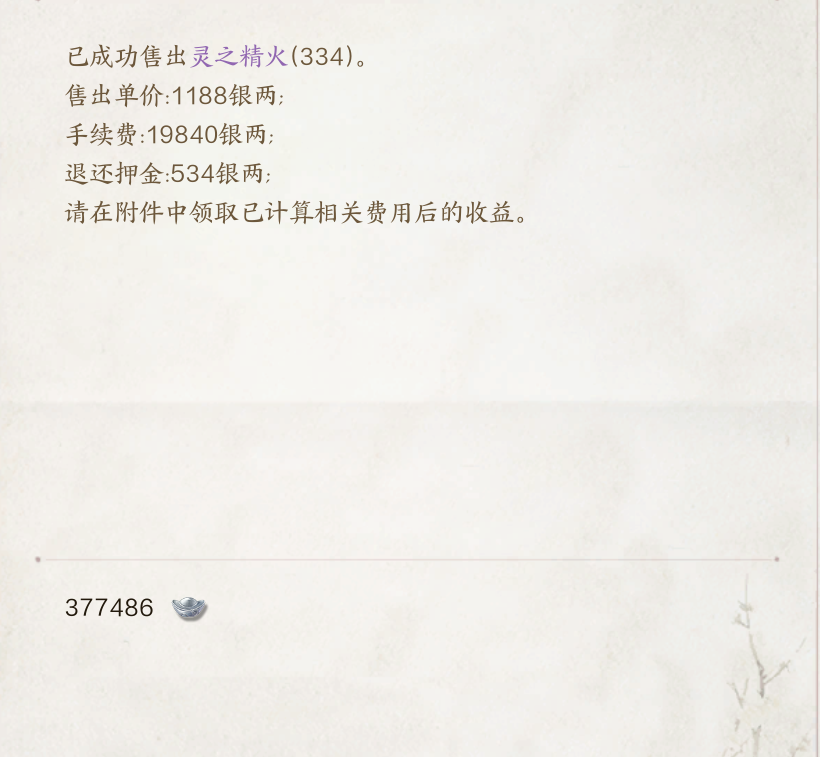 已成功售出灵之精火(334)。
售出单价:1188银两;
手续费:19840银两;
退还押金:534银两;
请在附件中领取已计算相关费用后的收益。
377486